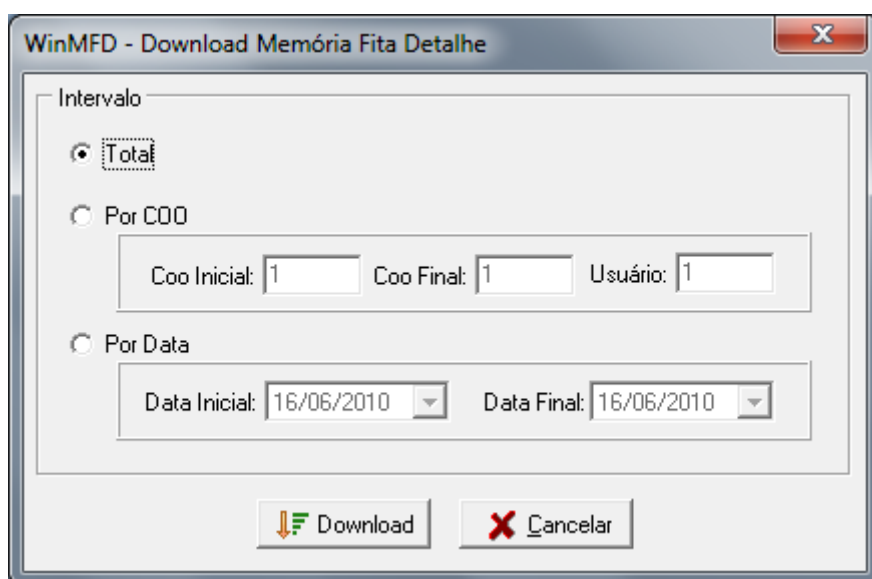 WinMFD - Download Memória Fita Detalhe
Intervalo
Total
Por COO
Coo Inicial: 1 Coo Final: 1 Usuário: 1
Por Data
Data Inicial: 16/06/2010 Data Final: 16/06/2010
Download Cancelar